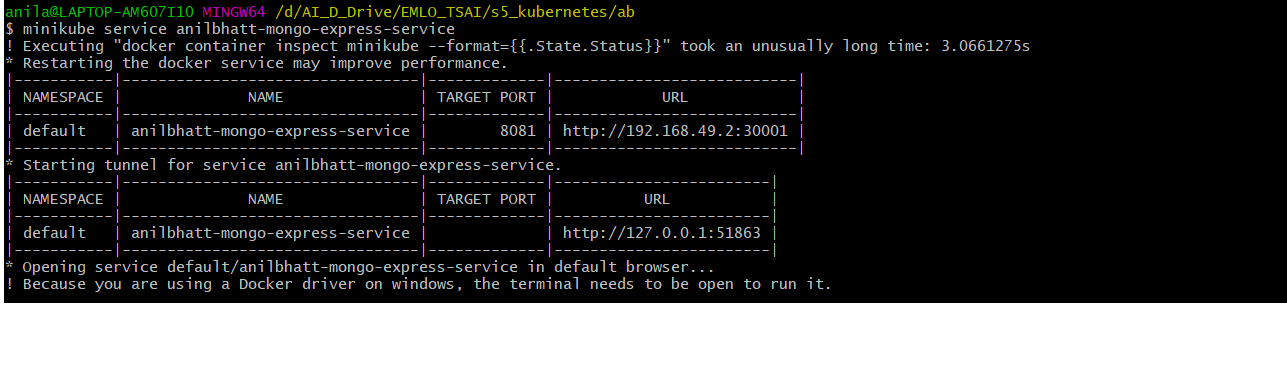 anila@LAPTOP-AM607I10 MINGW64 /d/AI_D_Drive/EMLO_TSAI/s5_kubernetes/ab
$ minikube service anilbhatt-mongo-express-service
! Executing "docker container inspect minikube --format={{.State.Status}}" took an unusually long time: 3.0661275s
* Restarting the docker service may improve performance.
|-----------|--------------------------------|-------------|---------------------------|
| NAMESPACE |              NAME              | TARGET PORT |            URL            |
|-----------|--------------------------------|-------------|---------------------------|
| default   | anilbhatt-mongo-express-service |        8081 | http://192.168.49.2:30001 |
|-----------|--------------------------------|-------------|---------------------------|
* Starting tunnel for service anilbhatt-mongo-express-service.
|-----------|--------------------------------|-------------|------------------------|
| NAMESPACE |              NAME              | TARGET PORT |          URL           |
|-----------|--------------------------------|-------------|------------------------|
| default   | anilbhatt-mongo-express-service |             | http://127.0.0.1:51863 |
|-----------|--------------------------------|-------------|------------------------|
* Opening service default/anilbhatt-mongo-express-service in default browser...
! Because you are using a Docker driver on windows, the terminal needs to be open to run it.